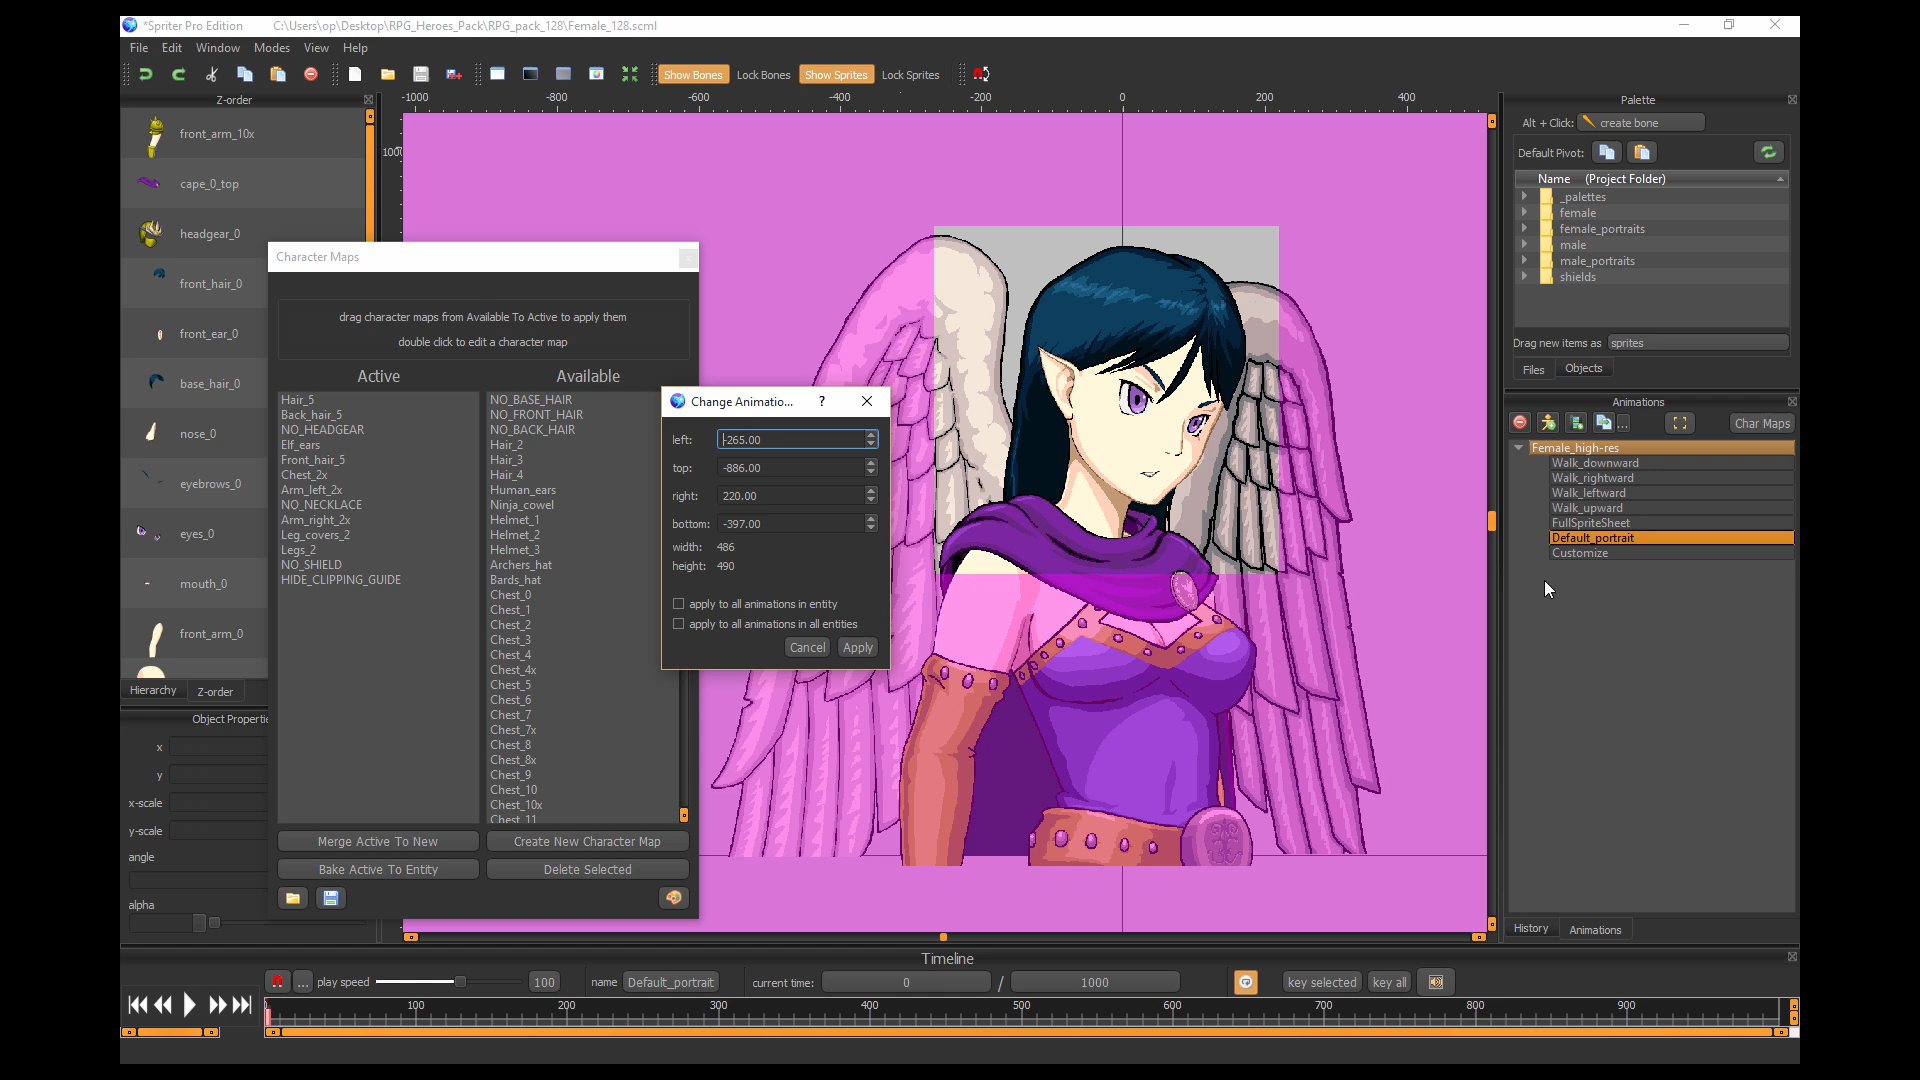 *Spriter Pro Edition C:\Users\op\Desktop\RPG_Heroes_Pack\RPG_pack_128\Female_128.scml
File Edit Window Modes View Help
Show Bones Lock Bones Show Sprites Lock Sprites
Z-order
front_arm_10x
cape_0_top
headgear_0
front_hair_0
front_ear_0
base_hair_0
nose_0
eyebrows_0
eyes_0
mouth_0
front_arm_0
Hierarchy Z-order
Object Propertie
x
y
x-scale
y-scale
angle
alpha
-1000 -800 -600 -400 -200 0 200 400
1000
Character Maps
drag character maps from Available To Active to apply them
double click to edit a character map
Active
Hair_5
Back_hair_5
NO_HEADGEAR
Elf_ears
Front_hair_5
Chest_2x
Arm_left_2x
NO_NECKLACE
Arm_right_2x
Leg_covers_2
Legs_2
NO_SHIELD
HIDE_CLIPPING_GUIDE
Available
NO_BASE_HAIR
NO_FRONT_HAIR
NO_BACK_HAIR
Hair_2
Hair_3
Hair_4
Human_ears
Ninja_cowel
Helmet_1
Helmet_2
Helmet_3
Archers_hat
Bards_hat
Chest_0
Chest_1
Chest_2
Chest_3
Chest_4
Chest_4x
Chest_5
Chest_6
Chest_7
Chest_7x
Chest_8
Chest_8x
Chest_9
Chest_10
Chest_10x
Chest_11
Merge Active To New Create New Character Map
Bake Active To Entity Delete Selected
Change Animatio... ?
left: -265.00
top: -886.00
right: 220.00
bottom: -397.00
width: 486
height: 490
apply to all animations in entity
apply to all animations in all entities
Cancel Apply
Palette
Alt + Click: create bone
Default Pivot:
Name (Project Folder)
_palettes
female
female_portraits
male
male_portraits
shields
Drag new items as sprites
Files Objects
Animations
... Char Maps
Female_high-res
Walk_downward
Walk_rightward
Walk_leftward
Walk_upward
FullSpriteSheet
Default_portrait
Customize
History Animations
Timeline
... play speed 100 name Default_portrait current time: 0 / 1000 key selected key all
100 200 300 400 500 600 700 800 900